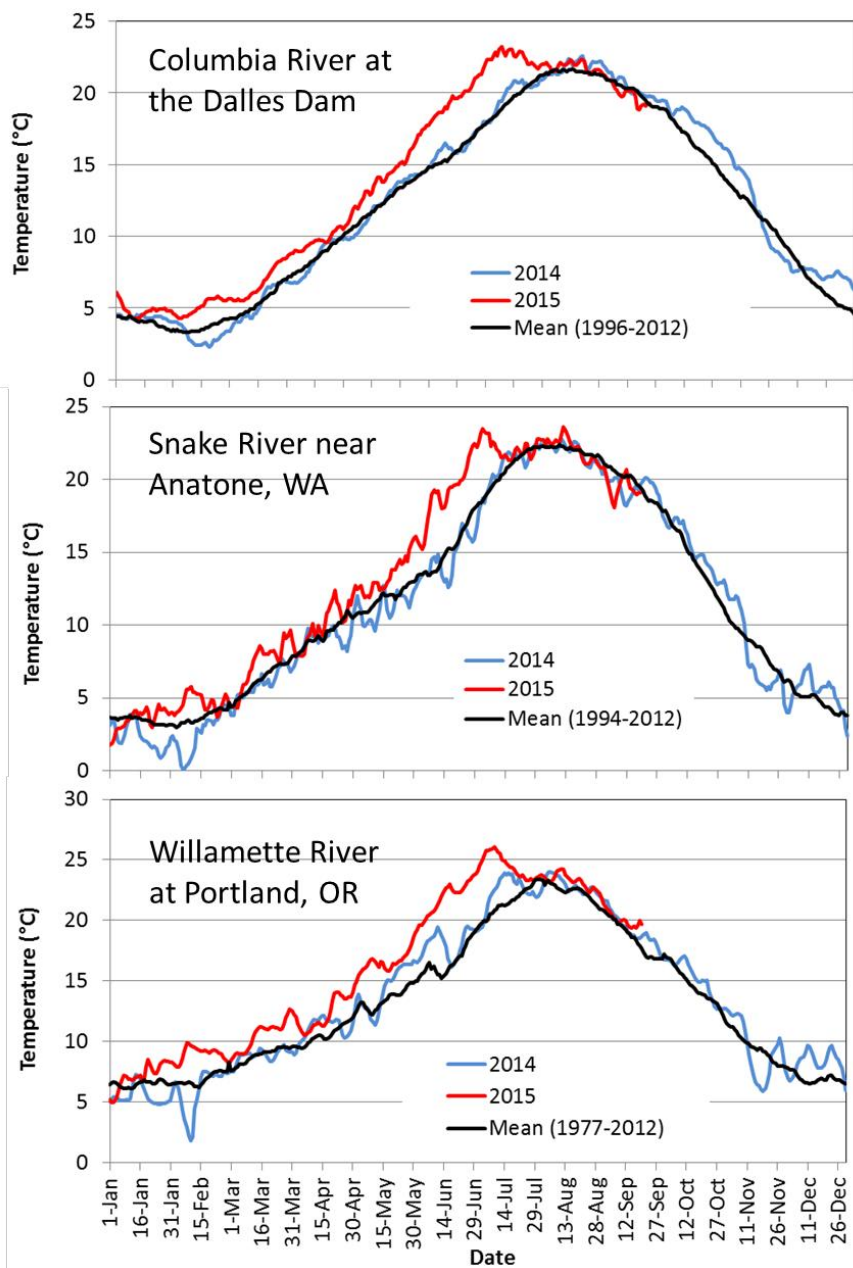 Columbia River at
the Dalles Dam
Temperature (°C)
25
20
15
10
5
0
2014
2015
Mean (1996-2012)
Snake River near
Anatone, WA
Temperature (°C)
25
20
15
10
5
0
2014
2015
Mean (1994-2012)
Willamette River
at Portland, OR
Temperature (°C)
30
25
20
15
10
5
0
2014
2015
Mean (1977-2012)
1-Jan
16-Jan
31-Jan
15-Feb
1-Mar
16-Mar
31-Mar
15-Apr
30-Apr
15-May
30-May
14-Jun
29-Jun
14-Jul
29-Jul
13-Aug
28-Aug
12-Sep
27-Sep
12-Oct
27-Oct
11-Nov
26-Nov
11-Dec
26-Dec
Date